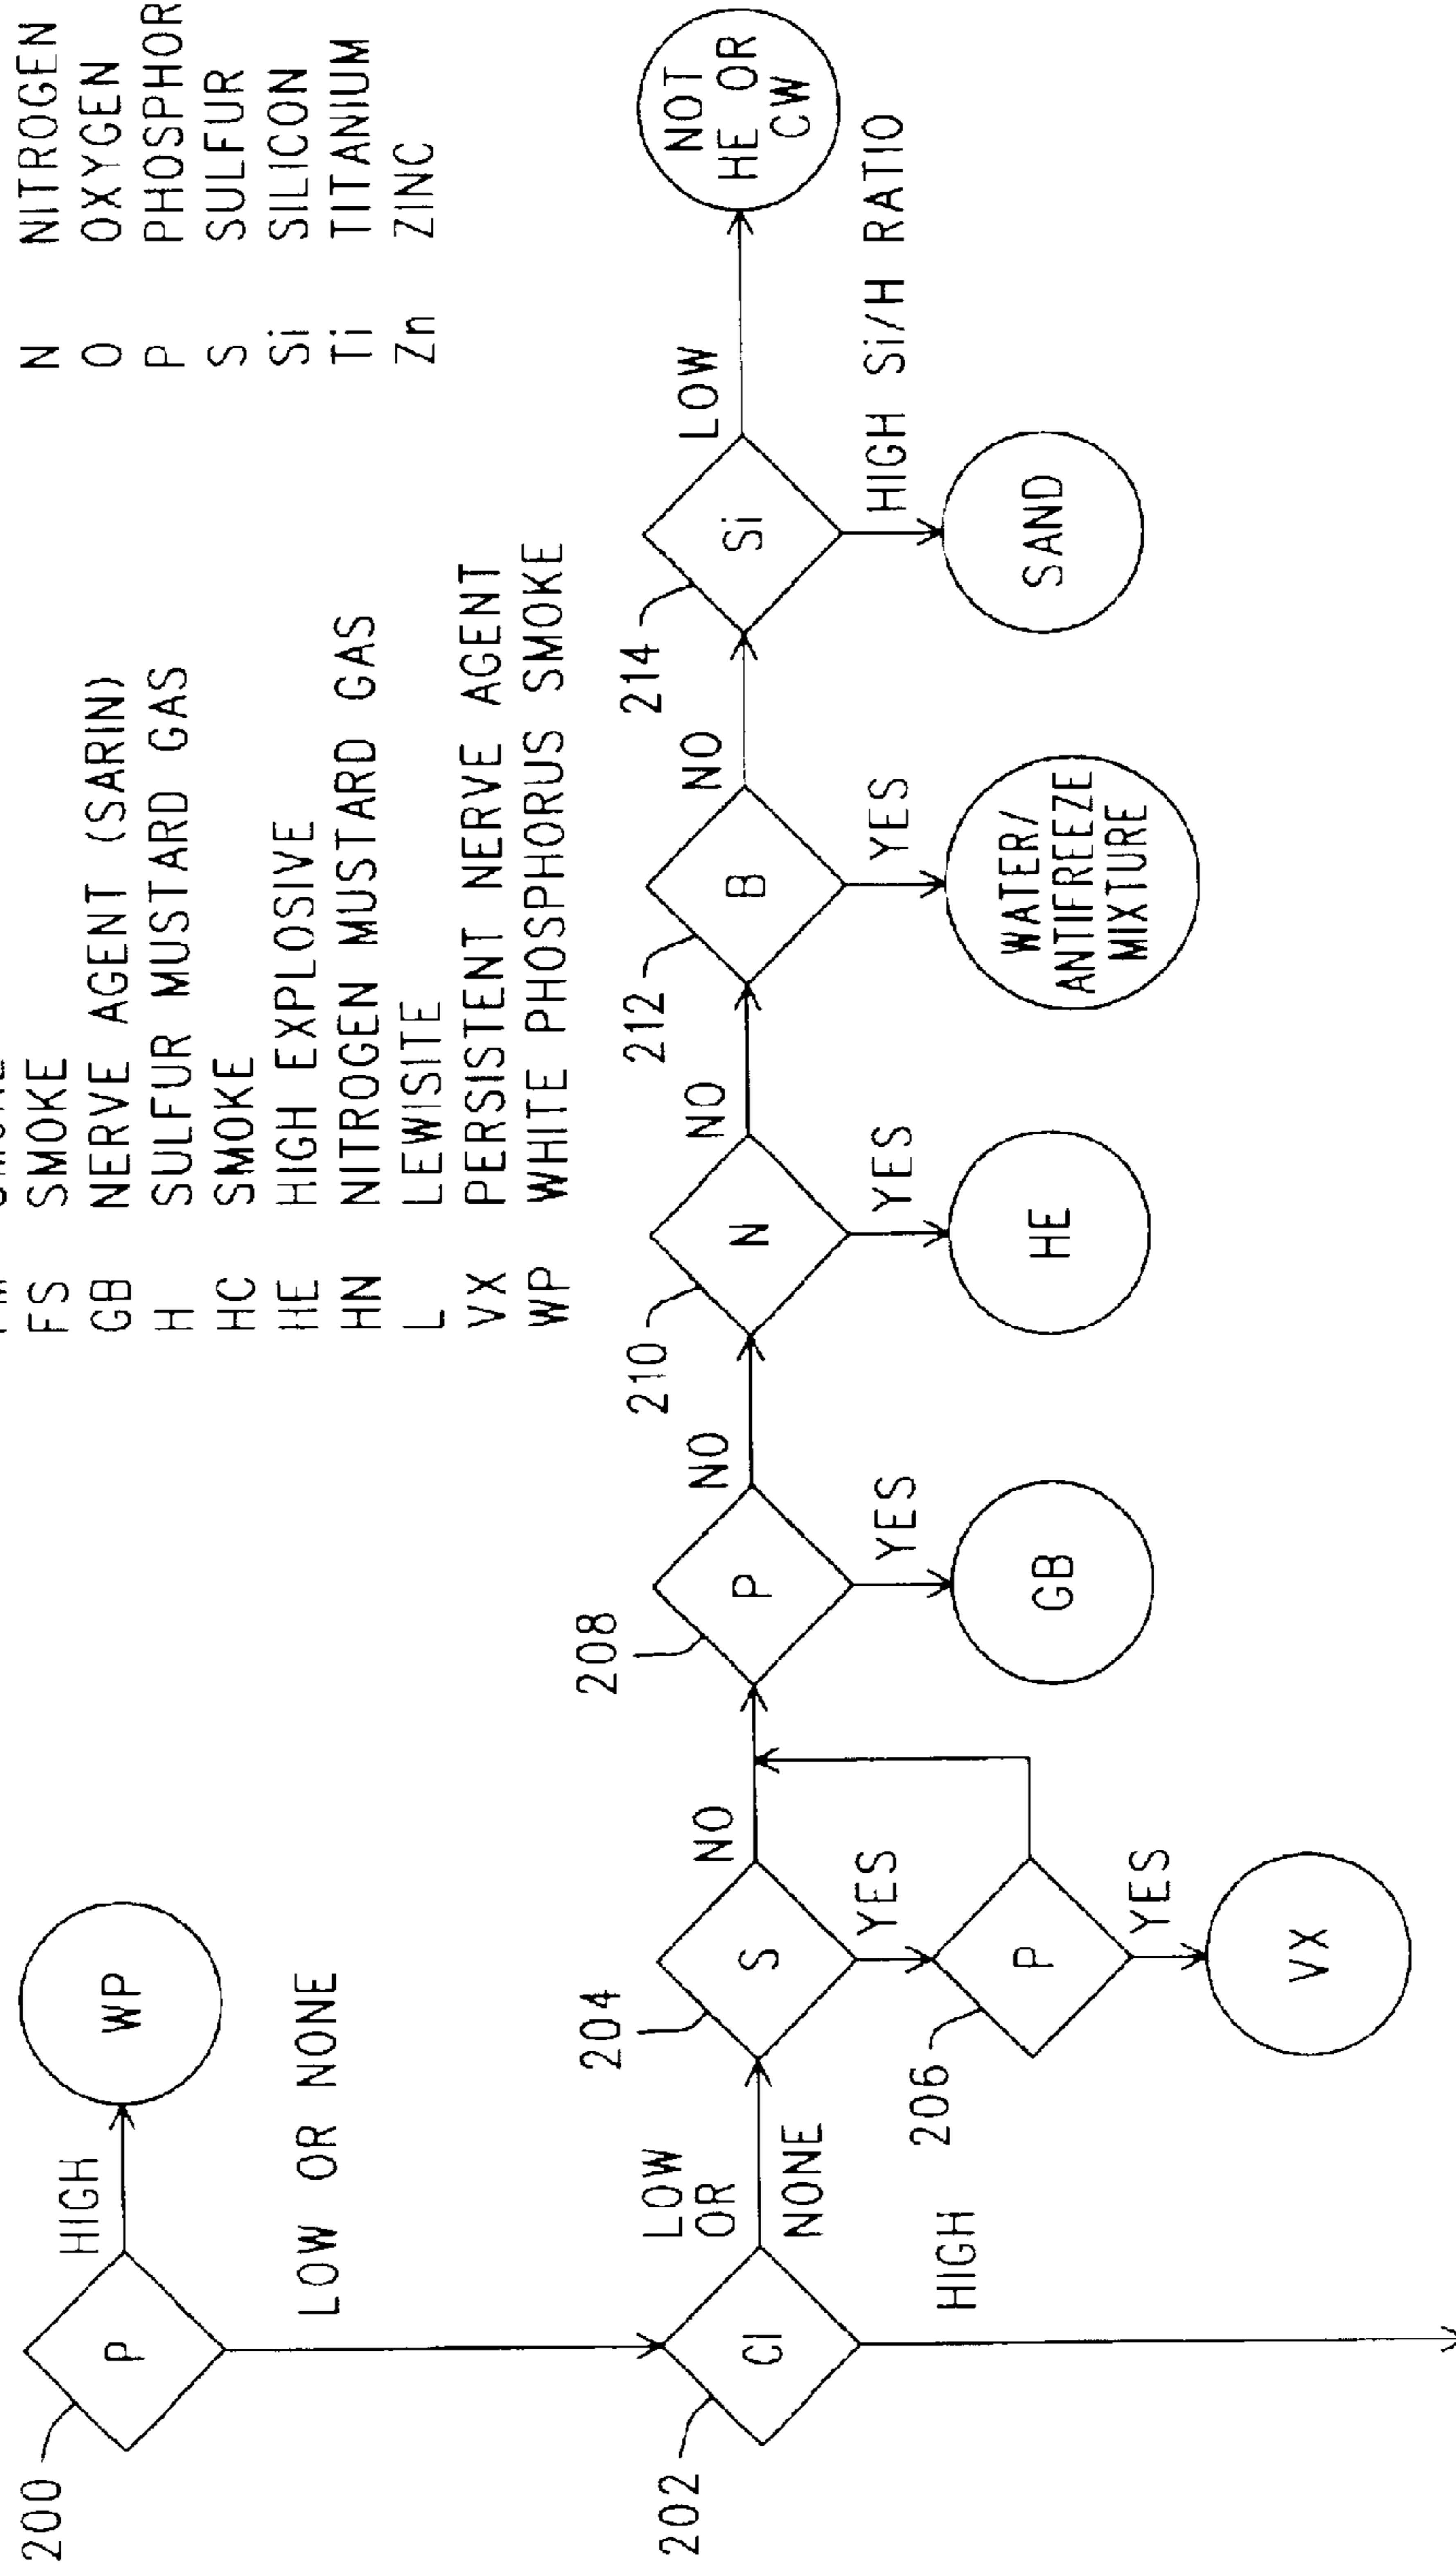 N NITROGEN
O OXYGEN
P PHOSPHOR
S SULFUR
Si SILICON
Ti TITANIUM
Zn ZINC
FS SMOKE
GB NERVE AGENT (SARIN)
H SULFUR MUSTARD GAS
HC SMOKE
HE HIGH EXPLOSIVE
HN NITROGEN MUSTARD GAS
L LEWISITE
VX PERSISTENT NERVE AGENT
WP WHITE PHOSPHORUS SMOKE
200
P
HIGH
WP
LOW OR NONE
202
Cl
LOW
OR
NONE
HIGH
204
S
NO
YES
206
P
YES
VX
208
P
NO
YES
GB
210
N
NO
YES
HE
212
B
NO
YES
WATER/
ANTIFREEZE
MIXTURE
214
Si
LOW
HIGH Si/H RATIO
SAND
NOT
HE OR
CW